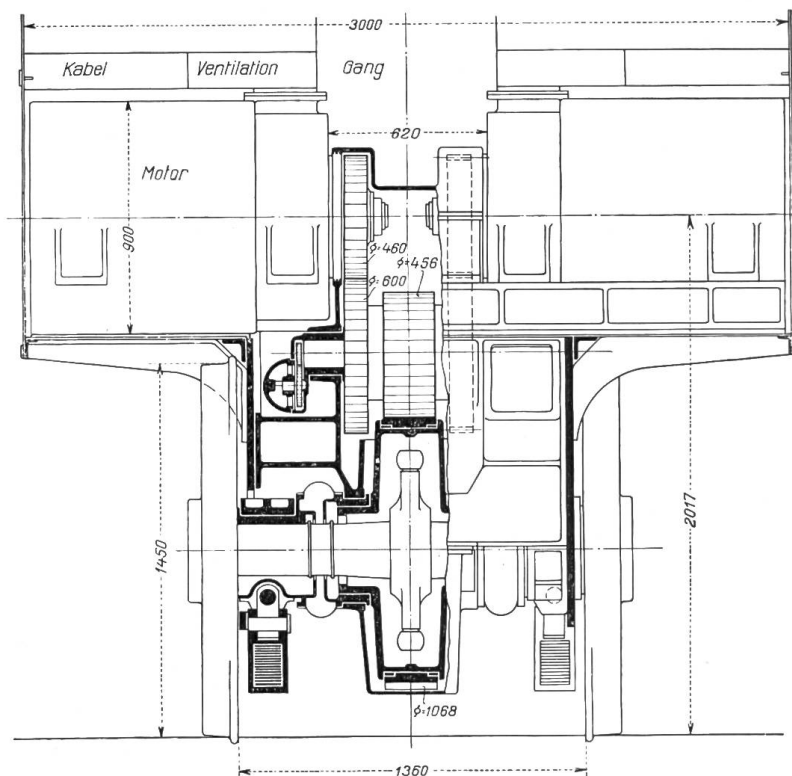 3000
Kabel Ventilation Gang
620
Motor
900
ϕ=460
ϕ=456
ϕ=600
1450
2017
ϕ=1068
1360